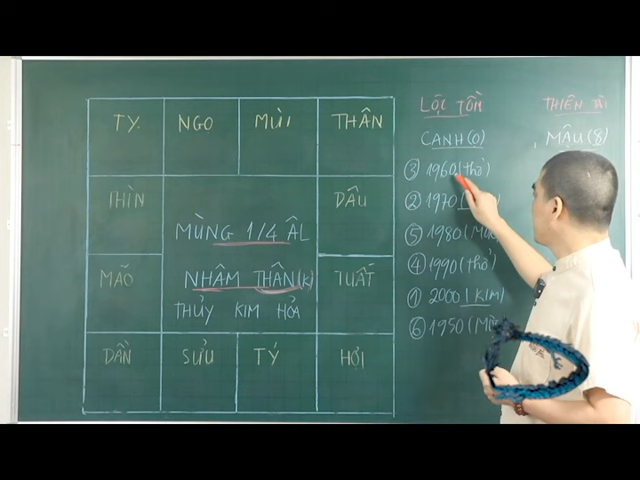 TY. NGO MÙI THÂN
THÌN DẬU
MÙNG 1/4 ÂL
MÃO NHÂM THÂN(K) TUẤT
THỦY KIM HỎA
DẦN SỬU TÝ HỢI
LỘC TỒN
CANH(0)
③ 1960(thổ)
② 1970(
⑤ 1980(
④ 1990(thổ)
① 2000(KIM)
⑥ 1950(
THIÊN TÀI
MẬU(8)